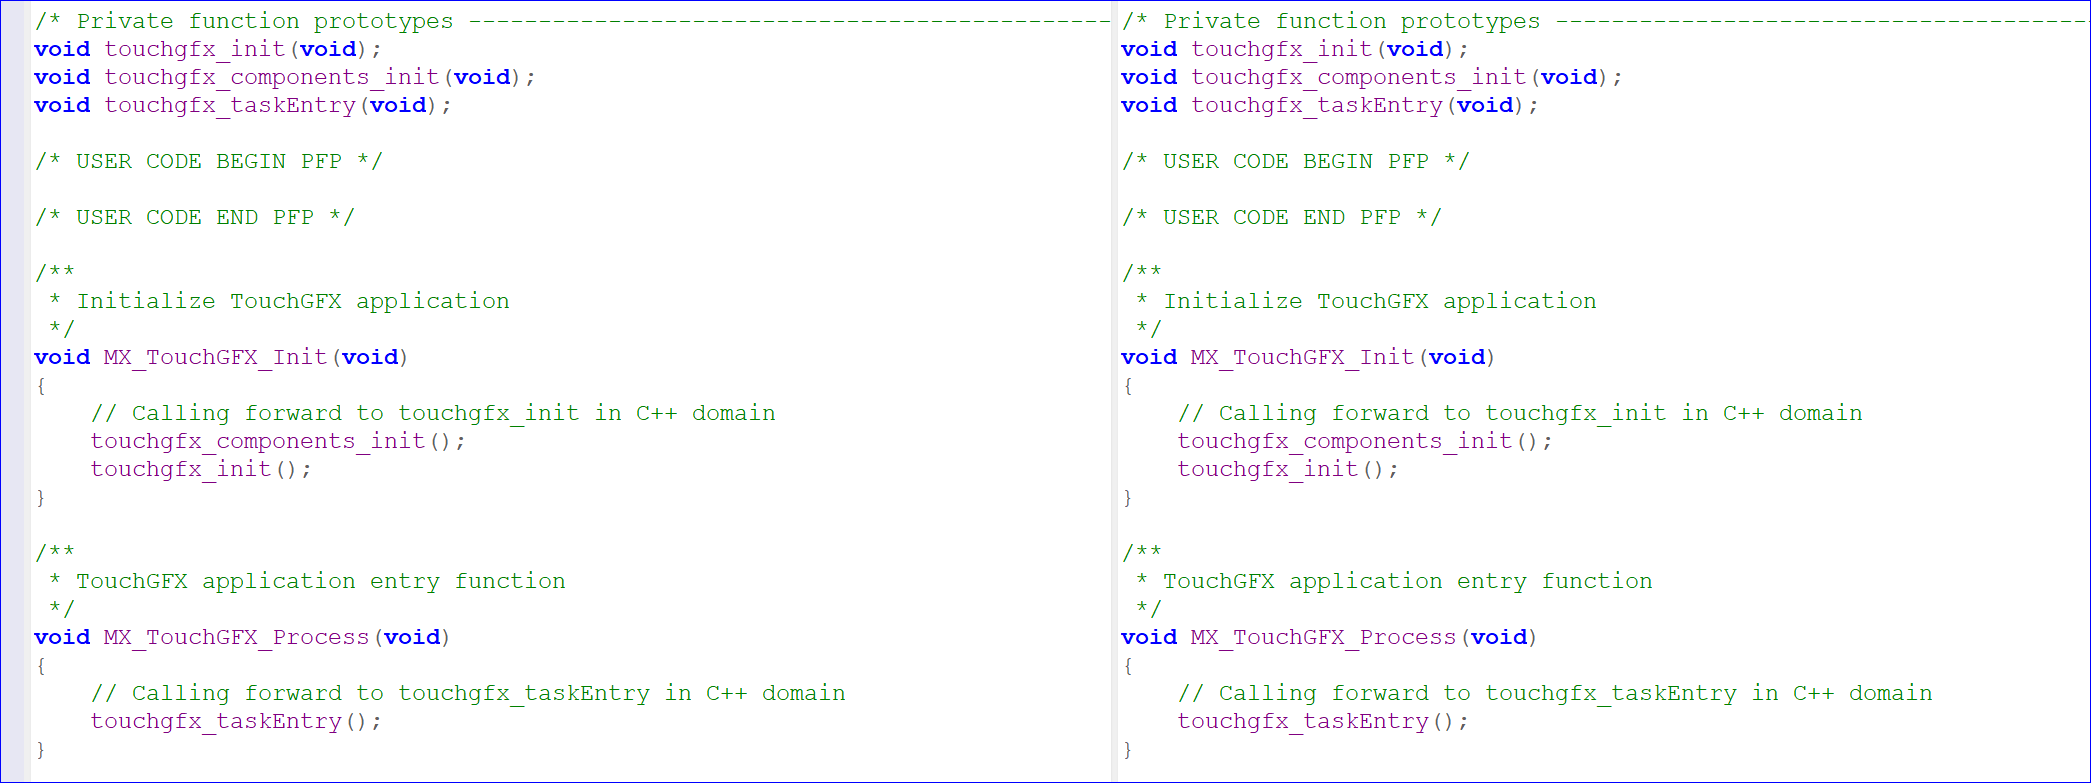 /* Private function prototypes ----------------------------------------------
void touchgfx_init(void);
void touchgfx_components_init(void);
void touchgfx_taskEntry(void);
/* USER CODE BEGIN PFP */
/* USER CODE END PFP */
/**
 * Initialize TouchGFX application
 */
void MX_TouchGFX_Init(void)
{
    // Calling forward to touchgfx_init in C++ domain
    touchgfx_components_init();
    touchgfx_init();
}
/**
 * TouchGFX application entry function
 */
void MX_TouchGFX_Process(void)
{
    // Calling forward to touchgfx_taskEntry in C++ domain
    touchgfx_taskEntry();
}
/* Private function prototypes --------------------------------------
void touchgfx_init(void);
void touchgfx_components_init(void);
void touchgfx_taskEntry(void);
/* USER CODE BEGIN PFP */
/* USER CODE END PFP */
/**
 * Initialize TouchGFX application
 */
void MX_TouchGFX_Init(void)
{
    // Calling forward to touchgfx_init in C++ domain
    touchgfx_components_init();
    touchgfx_init();
}
/**
 * TouchGFX application entry function
 */
void MX_TouchGFX_Process(void)
{
    // Calling forward to touchgfx_taskEntry in C++ domain
    touchgfx_taskEntry();
}